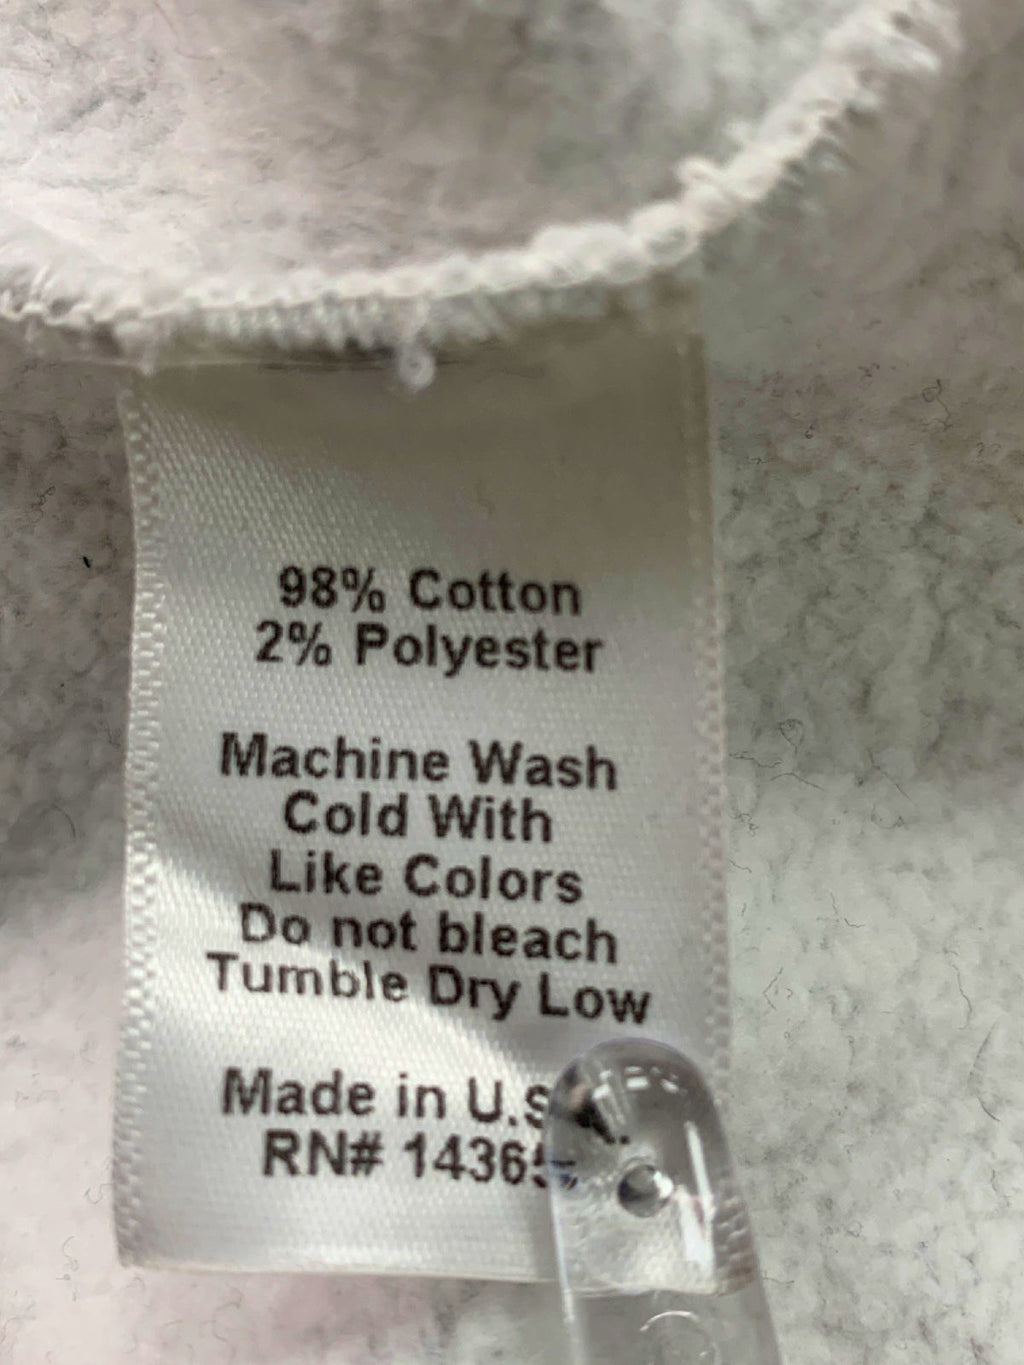 98% Cotton
2% Polyester
Machine Wash
Cold With
Like Colors
Do not bleach
Tumble Dry Low
Made in U.S
RN#